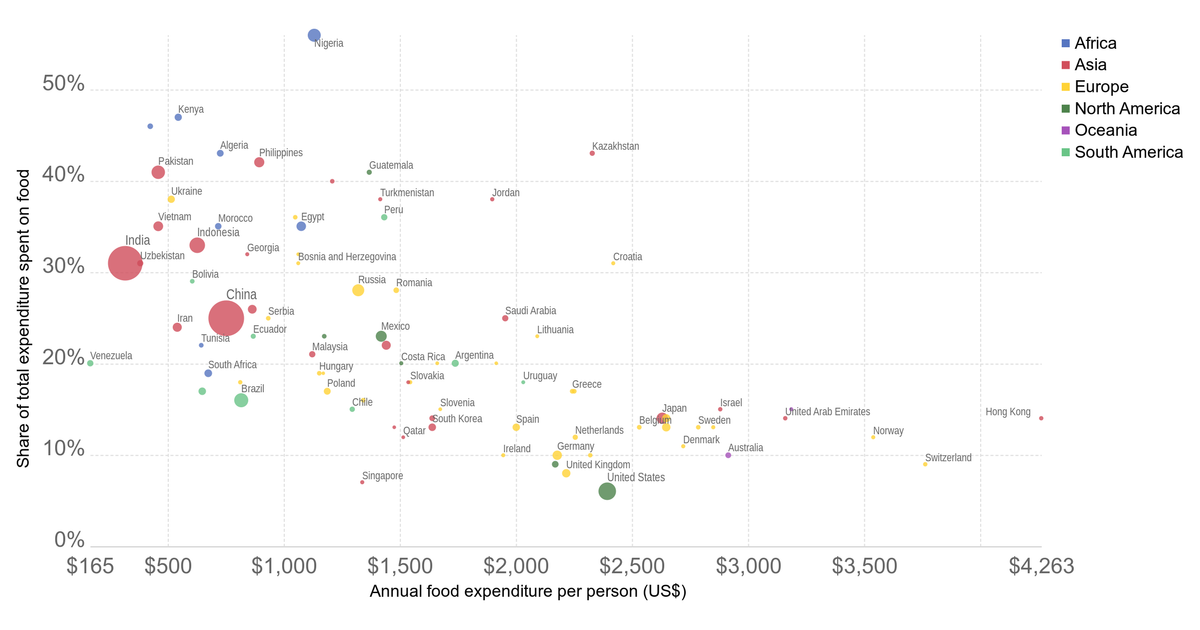 Africa
Asia
Europe
North America
Oceania
South America
Share of total expenditure spent on food
50%
40%
30%
20%
10%
0%
Nigeria
Kenya
Algeria
Philippines
Kazakhstan
Pakistan
Guatemala
Ukraine
Turkmenistan
Jordan
Vietnam
Morocco
Egypt
Peru
Indonesia
India
Uzbekistan
Georgia
Bosnia and Herzegovina
Croatia
Bolivia
Russia
Romania
China
Iran
Serbia
Saudi Arabia
Tunisia
Ecuador
Mexico
Lithuania
Venezuela
Malaysia
Costa Rica
Argentina
South Africa
Hungary
Slovakia
Uruguay
Brazil
Poland
Greece
Chile
Slovenia
Japan
Israel
United Arab Emirates
Hong Kong
South Korea
Qatar
Spain
Belgium
Sweden
Netherlands
Denmark
Norway
Ireland
Germany
Australia
United Kingdom
Switzerland
Singapore
United States
$165
$500
$1,000
$1,500
$2,000
$2,500
$3,000
$3,500
$4,263
Annual food expenditure per person (US$)